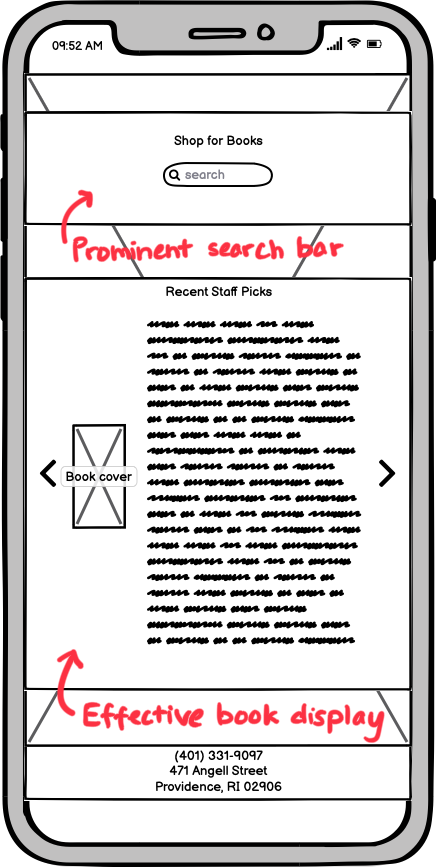 09:52 AM
Shop for Books
search
Prominent search bar
Recent Staff Picks
Book cover
Effective book display
(401) 331-9097
471 Angell Street
Providence, RI 02906